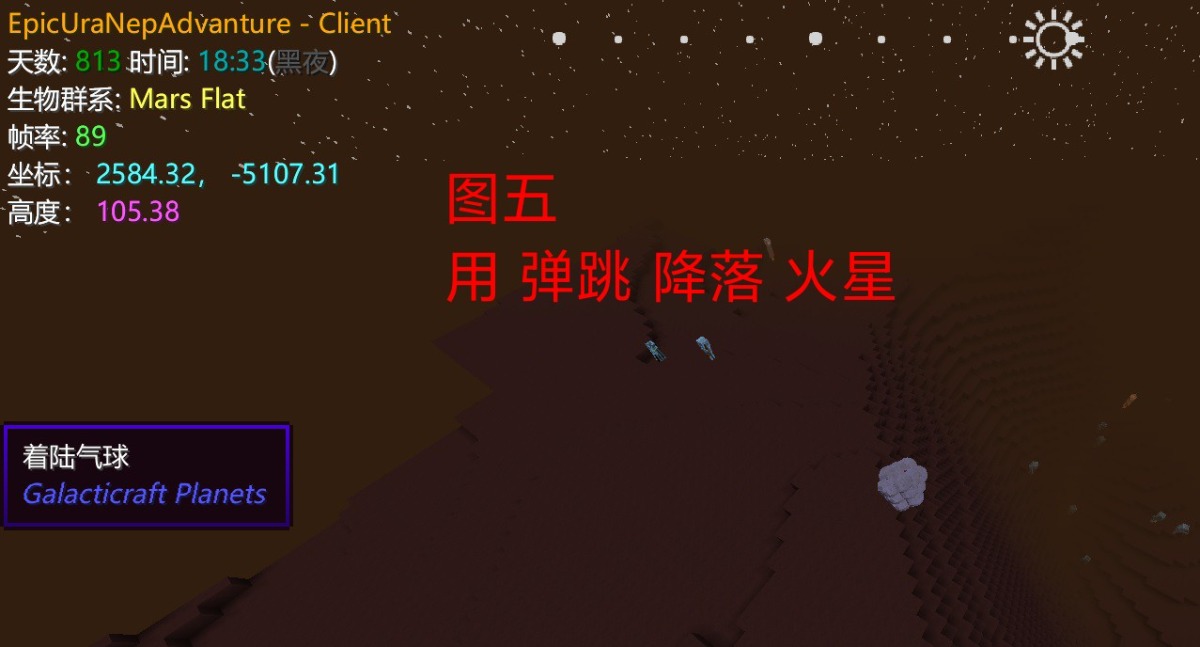 EpicUraNepAdvanture - Client
天数: 813 时间: 18:33(黑夜)
生物群系: Mars Flat
帧率: 89
坐标： 2584.32， -5107.31
高度： 105.38
图五
用 弹跳 降落 火星
着陆气球
Galacticraft Planets